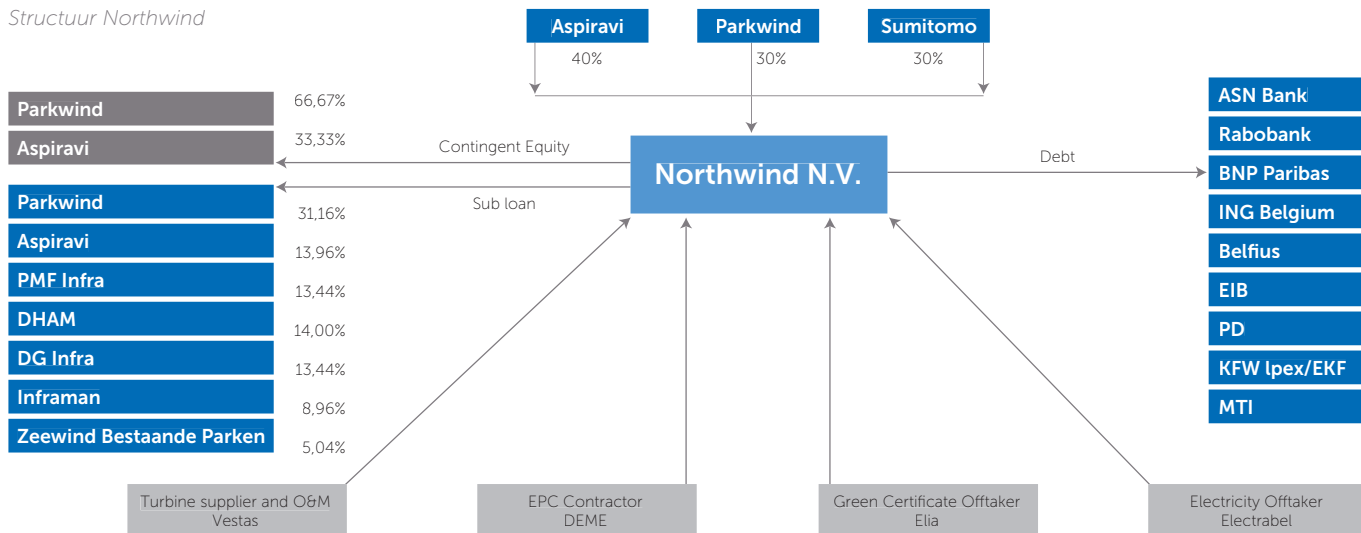 Structuur Northwind
Aspiravi
Parkwind
Sumitomo
40%
30%
30%
Parkwind
66,67%
Aspiravi
33,33%
Contingent Equity
Sub loan
Northwind N.V.
Debt
Parkwind
31,16%
Aspiravi
13,96%
PMF Infra
13,44%
DHAM
14,00%
DG Infra
13,44%
Inframan
8,96%
Zeewind Bestaande Parken
5,04%
ASN Bank
Rabobank
BNP Paribas
ING Belgium
Belfius
EIB
PD
KFW lpex/EKF
MTI
Turbine supplier and O&M
Vestas
EPC Contractor
DEME
Green Certificate Offtaker
Elia
Electricity Offtaker
Electrabel